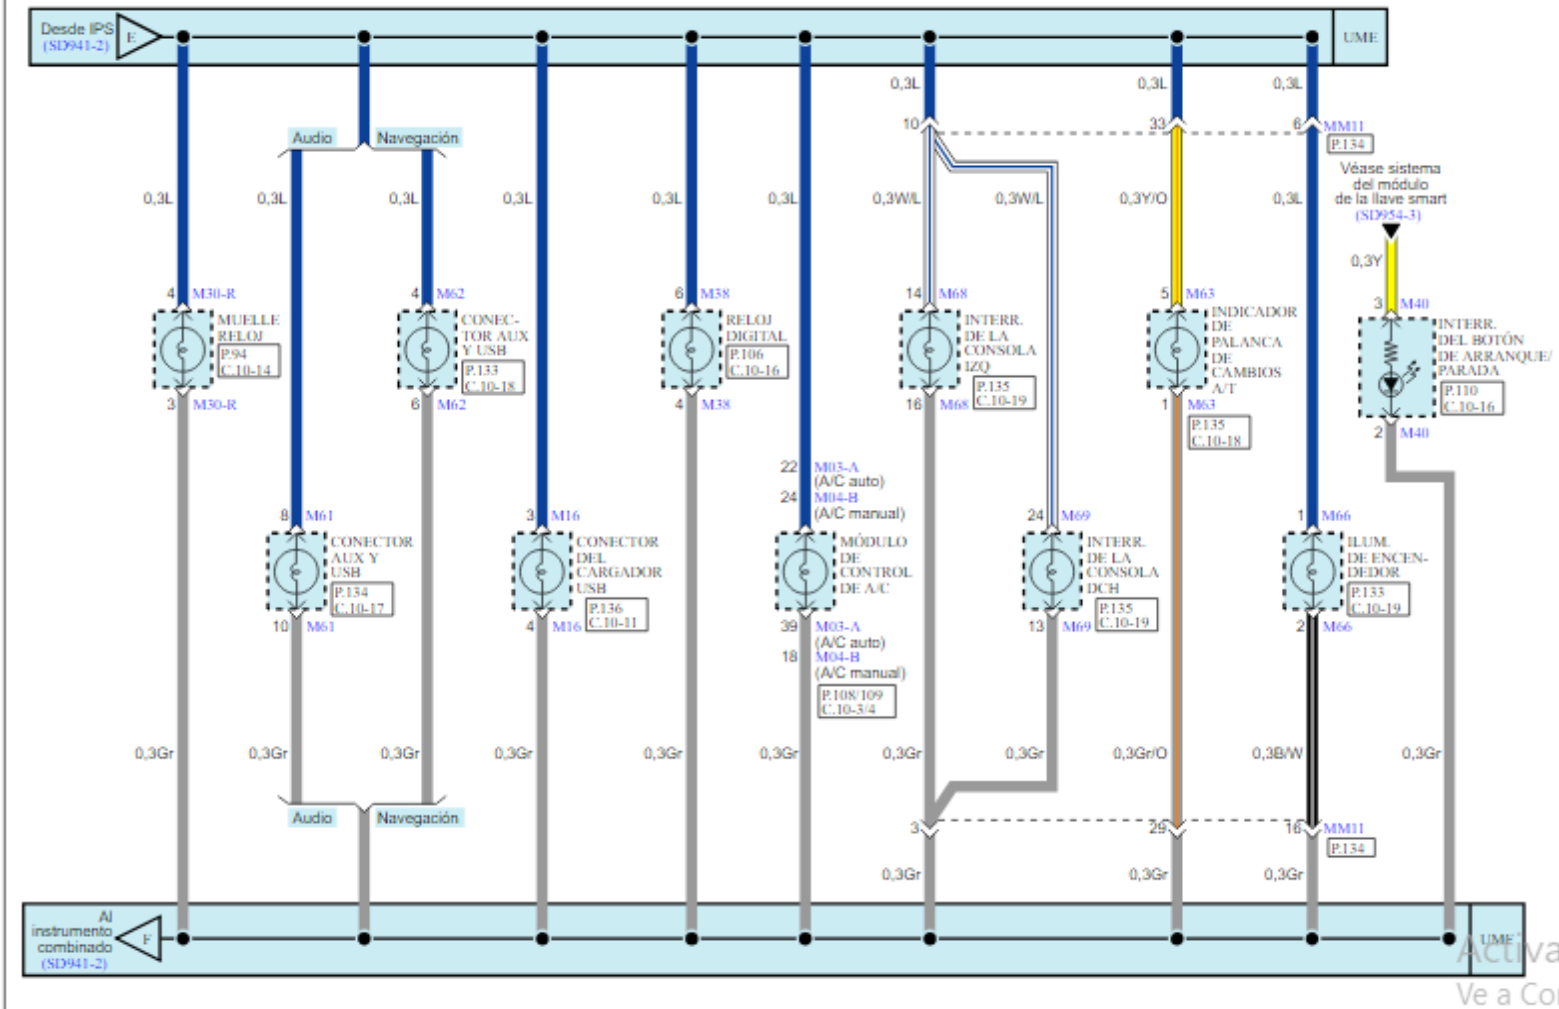 Desde IPS
(SD941-2)
E
UME
0,3L
0,3L
0,3L
10
33
6
MM11
P.134
Audio
Navegación
Véase sistema
del módulo
de la llave smart
(SD954-3)
0,3L
0,3L
0,3L
0,3L
0,3L
0,3L
0,3W/L
0,3W/L
0,3Y/O
0,3L
0,3Y
4 M30-R
4 M62
6 M38
14 M68
5 M63
3 M40
MUELLE
RELOJ
P.94
C.10-14
CONEC-
TOR AUX
Y USB
P.133
C.10-18
RELOJ
DIGITAL
P.106
C.10-16
INTERR.
DE LA
CONSOLA
IZQ
P.135
C.10-19
INDICADOR
DE
PALANCA
DE
CAMBIOS
A/T
INTERR.
DEL BOTÓN
DE ARRANQUE/
PARADA
P.110
C.10-16
3 M30-R
6 M62
4 M38
16 M68
1 M63
P.135
C.10-18
2 M40
22 M03-A
(A/C auto)
24 M04-B
(A/C manual)
8 M61
3 M16
24 M69
1 M66
CONECTOR
AUX Y
USB
P.134
C.10-17
CONECTOR
DEL
CARGADOR
USB
P.136
C.10-11
MÓDULO
DE
CONTROL
DE A/C
INTERR.
DE LA
CONSOLA
DCH
P.135
C.10-19
ILUM.
DE ENCEN-
DEDOR
P.133
C.10-19
10 M61
4 M16
39 M03-A
(A/C auto)
18 M04-B
(A/C manual)
P.108/109
C.10-3/4
13 M69
2 M66
0,3Gr
0,3Gr
0,3Gr
0,3Gr
0,3Gr
0,3Gr
0,3Gr
0,3Gr
0,3Gr/O
0,3B/W
0,3Gr
Audio
Navegación
3
29
16
MM11
P.134
0,3Gr
0,3Gr
0,3Gr
Al
instrumento
combinado
(SD941-2)
F
UME
Activa
Ve a Co